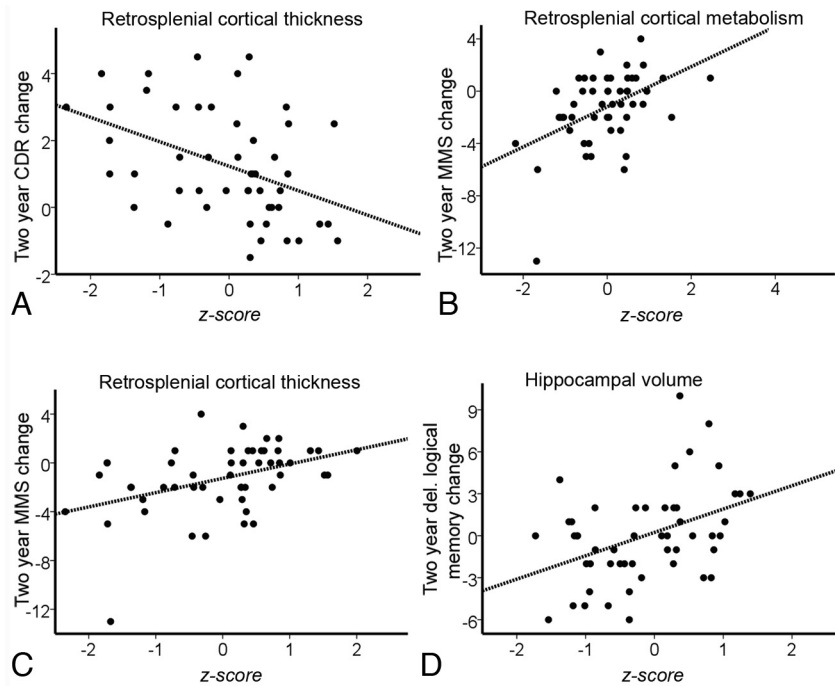 Retrosplenial cortical thickness
Two year CDR change
4
2
0
-2
-2
-1
0
1
2
z-score
A
Retrosplenial cortical metabolism
Two year MMS change
4
0
-4
-8
-12
-2
0
2
4
z-score
B
Retrosplenial cortical thickness
Two year MMS change
4
0
-4
-8
-12
-2
-1
0
1
2
z-score
C
Hippocampal volume
Two year del. logical
memory change
9
6
3
0
-3
-6
-2
-1
0
1
2
z-score
D